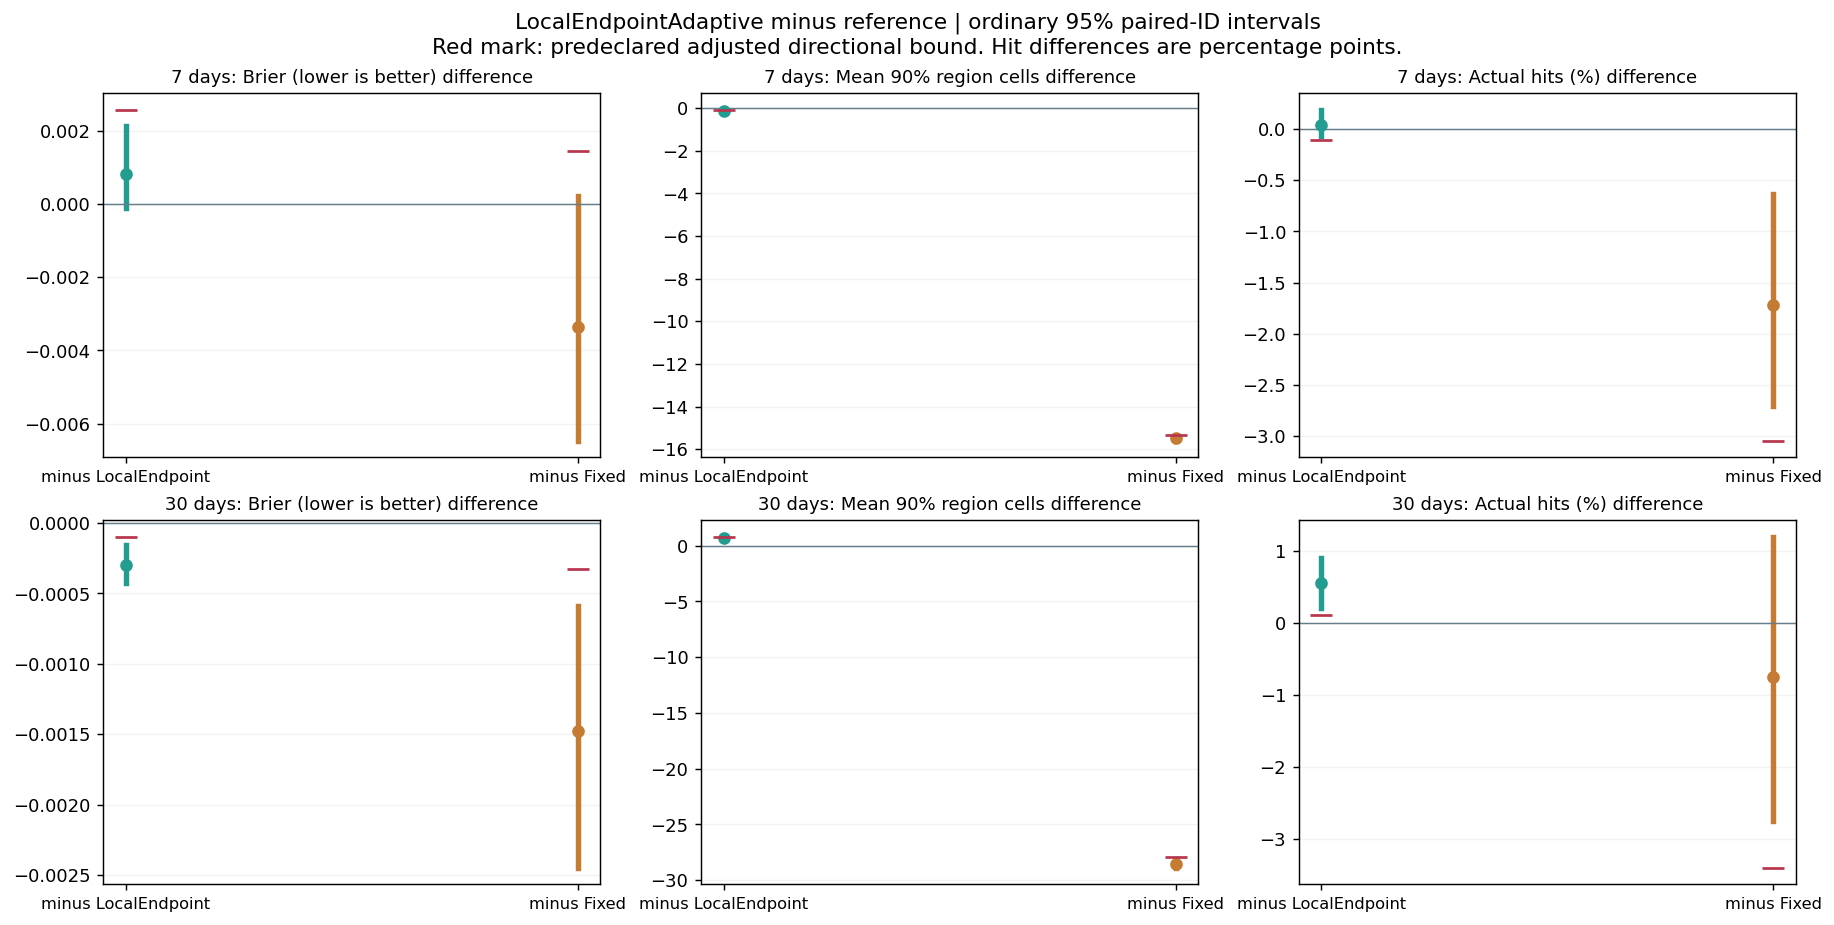 LocalEndpointAdaptive minus reference | ordinary 95% paired-ID intervals
Red mark: predeclared adjusted directional bound. Hit differences are percentage points.
7 days: Brier (lower is better) difference
0.002
0.000
−0.002
−0.004
−0.006
minus LocalEndpoint
minus Fixed
7 days: Mean 90% region cells difference
0
−2
−4
−6
−8
−10
−12
−14
−16
minus LocalEndpoint
minus Fixed
7 days: Actual hits (%) difference
0.0
−0.5
−1.0
−1.5
−2.0
−2.5
−3.0
minus LocalEndpoint
minus Fixed
30 days: Brier (lower is better) difference
0.0000
−0.0005
−0.0010
−0.0015
−0.0020
−0.0025
minus LocalEndpoint
minus Fixed
30 days: Mean 90% region cells difference
0
−5
−10
−15
−20
−25
−30
minus LocalEndpoint
minus Fixed
30 days: Actual hits (%) difference
1
0
−1
−2
−3
minus LocalEndpoint
minus Fixed